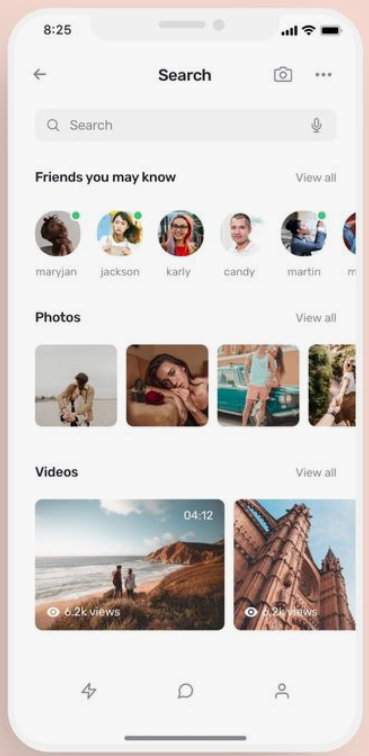 8:25
Search
Search
Friends you may know View all
maryjan jackson karly candy martin m
Photos View all
Videos View all
04:12
6.2k views 6.2k views